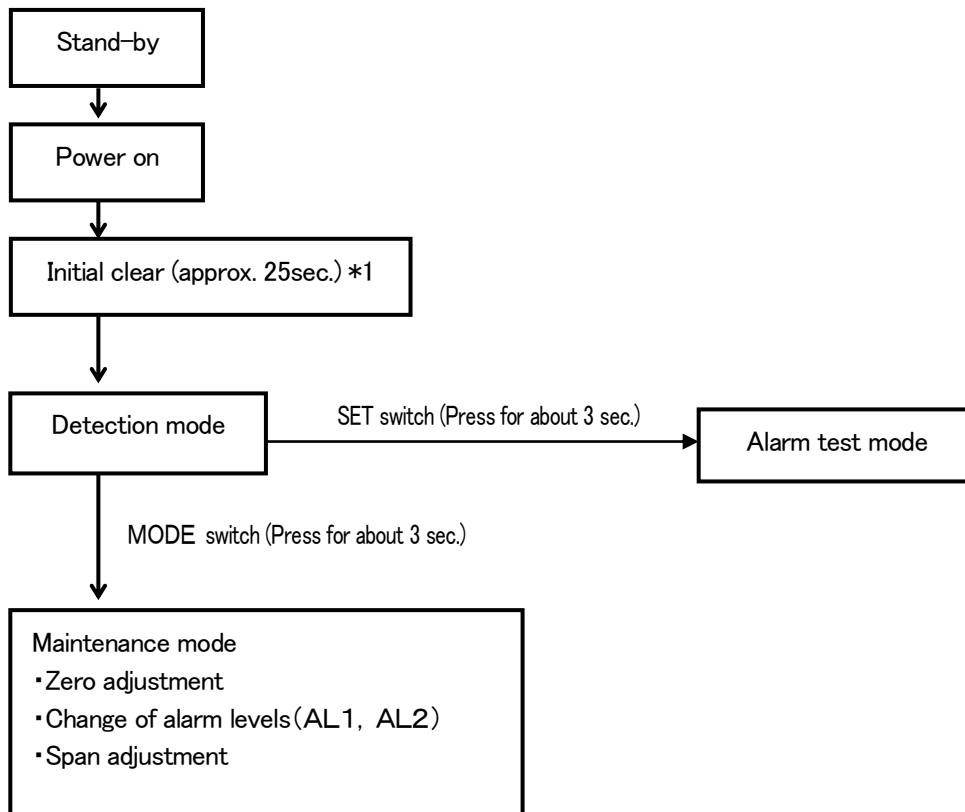 Stand-by
Power on
Initial clear (approx. 25sec.) *1
Detection mode
SET switch (Press for about 3 sec.)
Alarm test mode
MODE switch (Press for about 3 sec.)
Maintenance mode
・Zero adjustment
・Change of alarm levels(AL1, AL2)
・Span adjustment